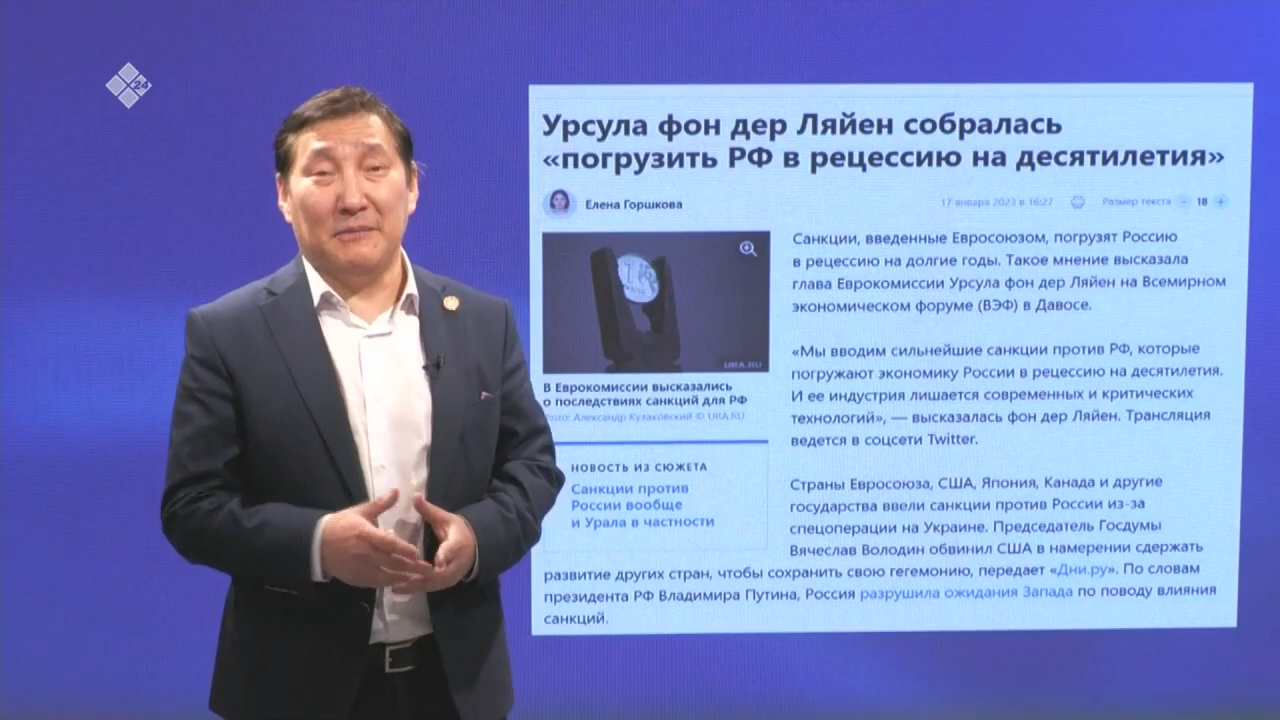 х24
Урсула фон дер Ляйен собралась
«погрузить РФ в рецессию на десятилетия»
Елена Горшкова
17 января 2023 в 16:27
Размер текста - 18 +
Санкции, введенные Евросоюзом, погрузят Россию
в рецессию на долгие годы. Такое мнение высказала
глава Еврокомиссии Урсула фон дер Ляйен на Всемирном
экономическом форуме (ВЭФ) в Давосе.
URA.RU
В Еврокомиссии высказались
о последствиях санкций для РФ
Фото: Александр Кулаковский © URA.RU
«Мы вводим сильнейшие санкции против РФ, которые
погружают экономику России в рецессию на десятилетия.
И ее индустрия лишается современных и критических
технологий», — высказалась фон дер Ляйен. Трансляция
ведется в соцсети Twitter.
НОВОСТЬ ИЗ СЮЖЕТА
Санкции против
России вообще
и Урала в частности
Страны Евросоюза, США, Япония, Канада и другие
государства ввели санкции против России из-за
спецоперации на Украине. Председатель Госдумы
Вячеслав Володин обвинил США в намерении сдержать
развитие других стран, чтобы сохранить свою гегемонию, передает «Дни.ру». По словам
президента РФ Владимира Путина, Россия разрушила ожидания Запада по поводу влияния
санкций.